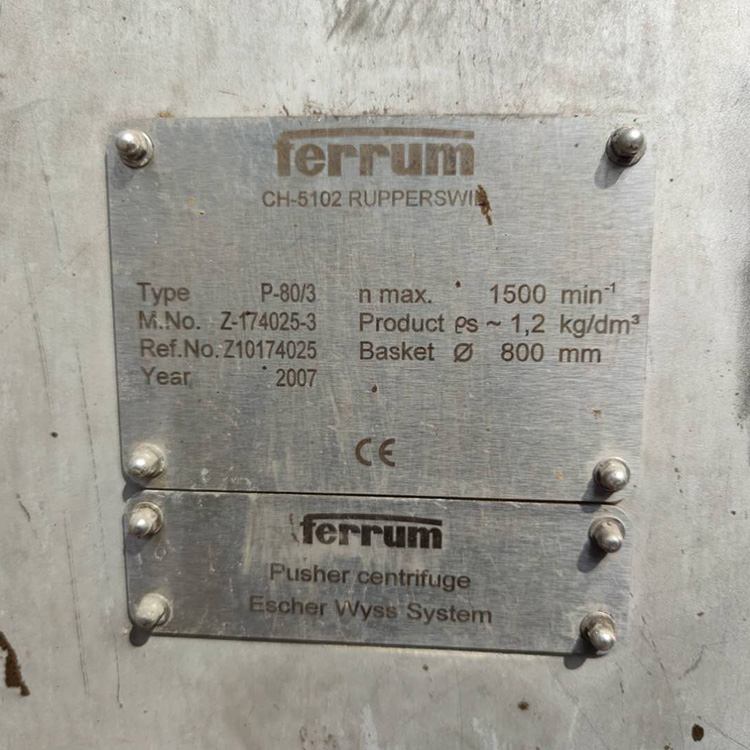 ferrum
CH-5102 RUPPERSWIL
Type P-80/3 n max. 1500 min⁻¹
M.No. Z-174025-3 Product ϱs ~ 1,2 kg/dm³
Ref.No. Z10174025 Basket Ø 800 mm
Year 2007
CE
ferrum
Pusher centrifuge
Escher Wyss System